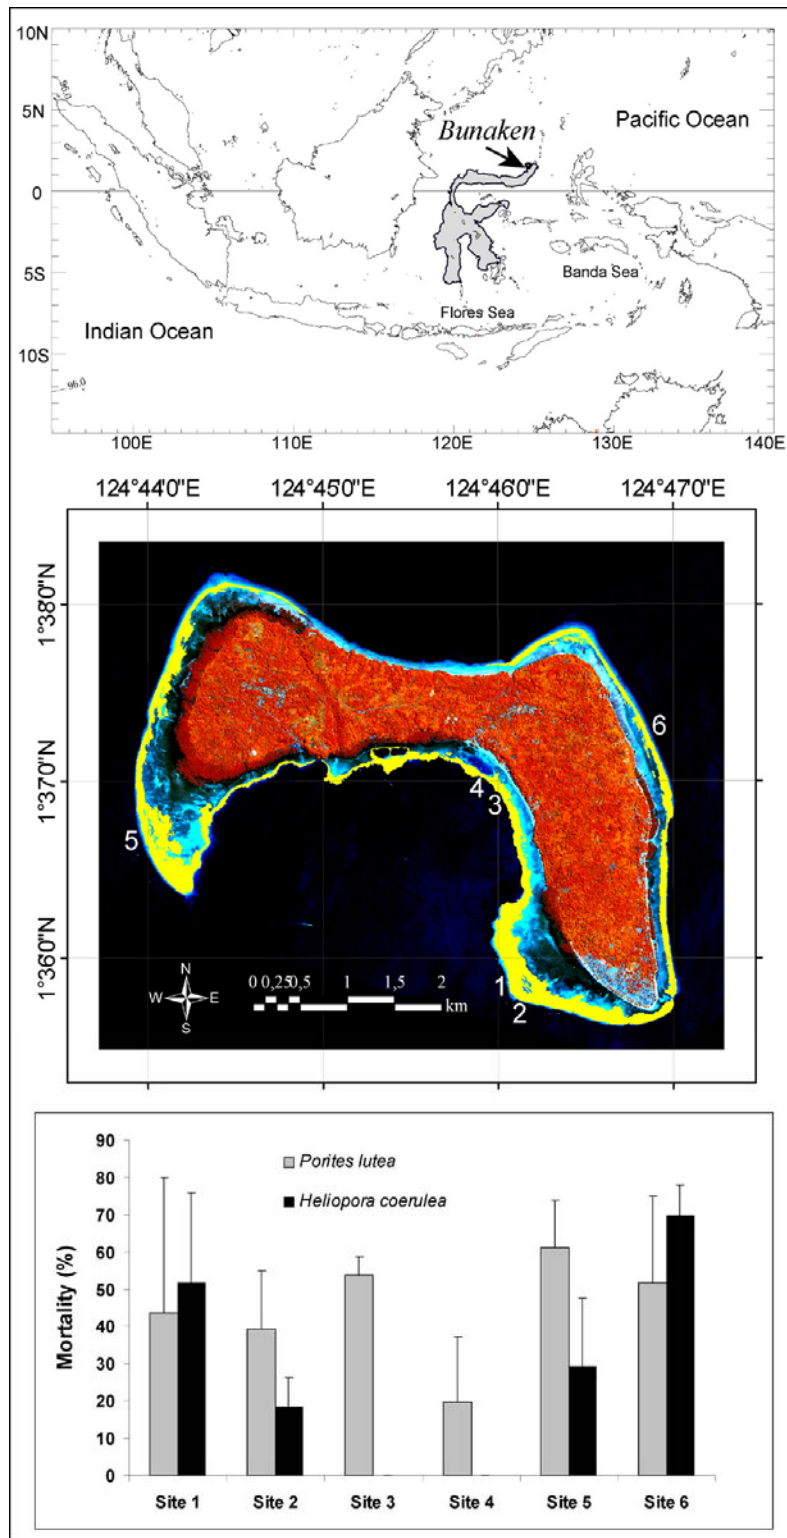 10N
5N
0
5S
10S
Bunaken
Pacific Ocean
Banda Sea
Flores Sea
Indian Ocean
96.0
100E 110E 120E 130E 140E
124°44'0"E 124°45'0"E 124°46'0"E 124°47'0"E
1°38'0"N
1°37'0"N
1°36'0"N
6
4
3
5
1
2
N
W E
S
0 0,25 0,5 1 1,5 2
km
90
80
70
60
50
40
30
20
10
0
Mortality (%)
Porites lutea
Heliopora coerulea
Site 1 Site 2 Site 3 Site 4 Site 5 Site 6